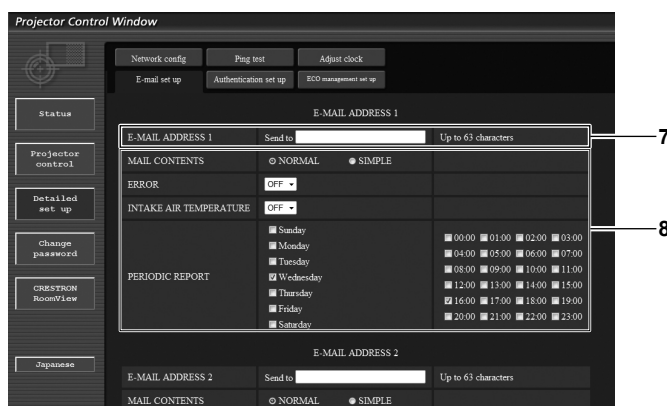 Projector Control Window
Network config Ping test Adjust clock
E-mail set up Authentication set up ECO management set up
Status
Projector control
Detailed set up
Change password
CRESTRON RoomView
Japanese
E-MAIL ADDRESS 1
E-MAIL ADDRESS 1 Send to Up to 63 characters
7
MAIL CONTENTS NORMAL SIMPLE
ERROR OFF
INTAKE AIR TEMPERATURE OFF
8
PERIODIC REPORT
Sunday
Monday
Tuesday
Wednesday
Thursday
Friday
Saturday
00:00 01:00 02:00 03:00
04:00 05:00 06:00 07:00
08:00 09:00 10:00 11:00
12:00 13:00 14:00 15:00
16:00 17:00 18:00 19:00
20:00 21:00 22:00 23:00
E-MAIL ADDRESS 2
E-MAIL ADDRESS 2 Send to Up to 63 characters
MAIL CONTENTS NORMAL SIMPLE